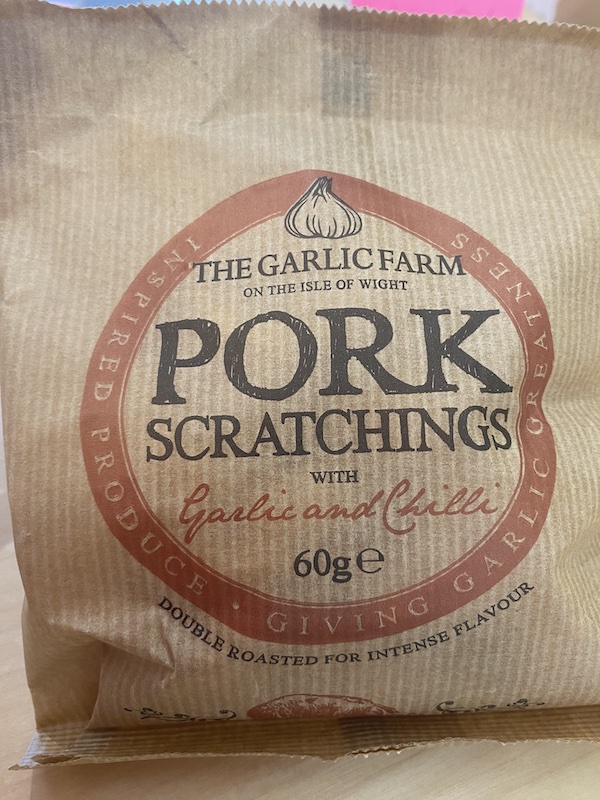 THE GARLIC FARM
ON THE ISLE OF WIGHT
PORK
SCRATCHINGS
WITH
Garlic and Chilli
60g e
INSPIRED PRODUCE · GIVING GARLIC GREATNESS
DOUBLE ROASTED FOR INTENSE FLAVOUR